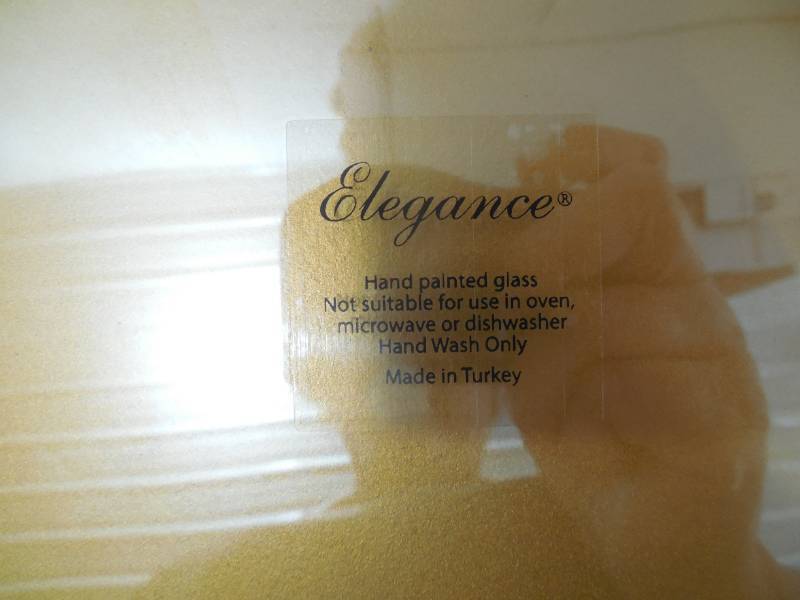 Elegance®
Hand painted glass
Not suitable for use in oven,
microwave or dishwasher
Hand Wash Only
Made in Turkey